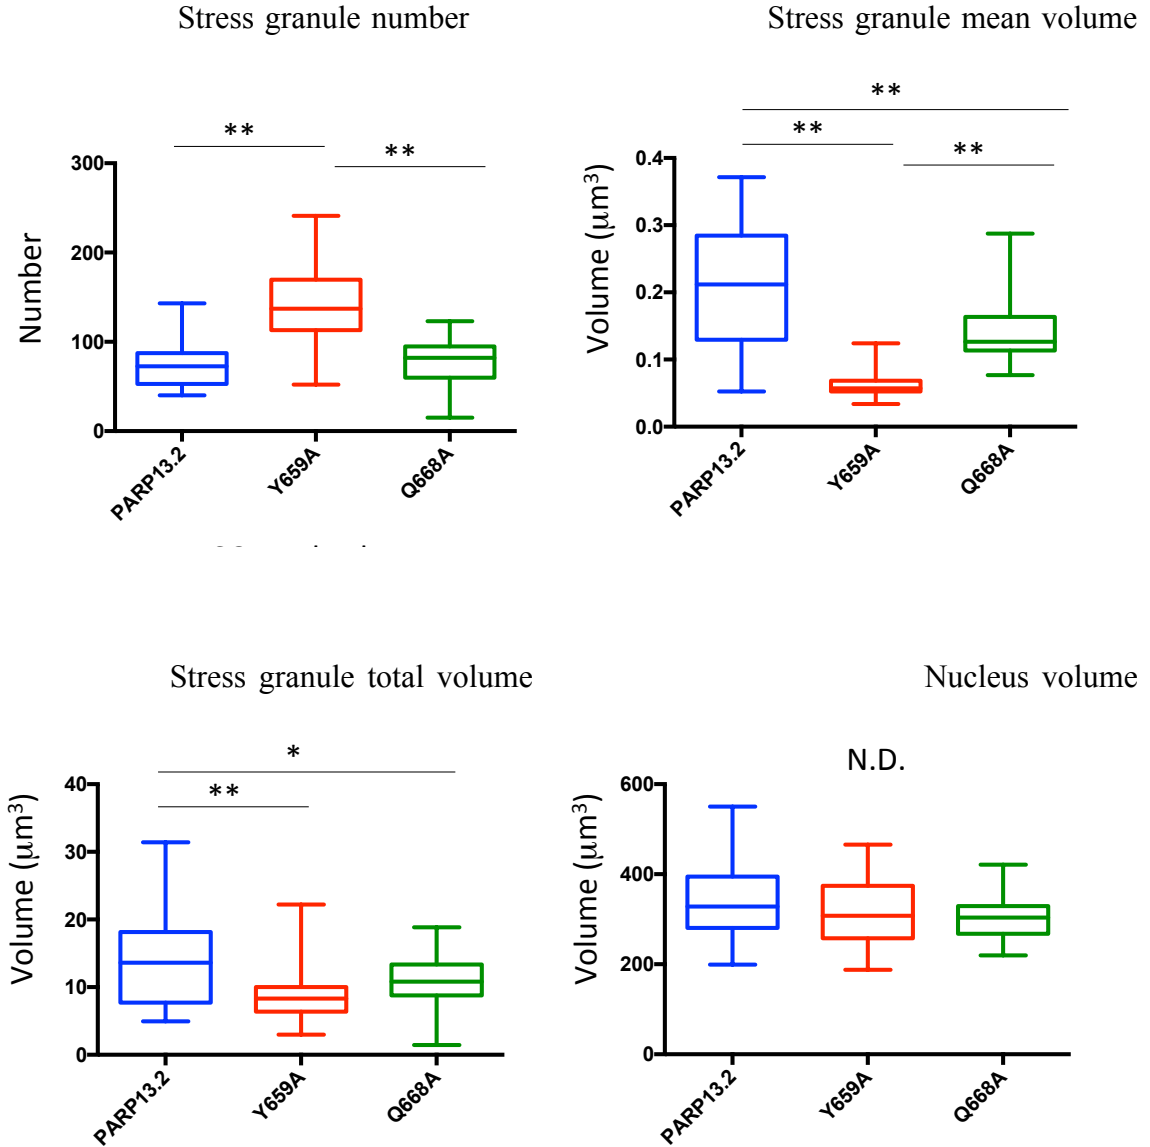 Stress granule number
Stress granule mean volume
**
**
**
**
**
Number
300
200
100
0
PARP13.2
Y659A
Q668A
Volume (μm³)
0.4
0.3
0.2
0.1
0.0
PARP13.2
Y659A
Q668A
Stress granule total volume
Nucleus volume
*
**
N.D.
Volume (μm³)
40
30
20
10
0
PARP13.2
Y659A
Q668A
Volume (μm³)
600
400
200
0
PARP13.2
Y659A
Q668A